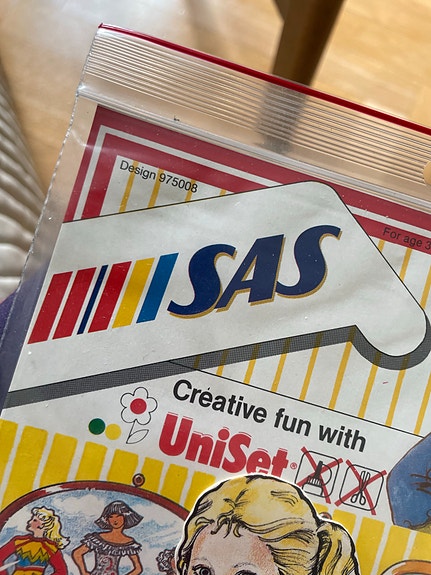 Design 975008
For age 3
SAS
Creative fun with
UniSet®